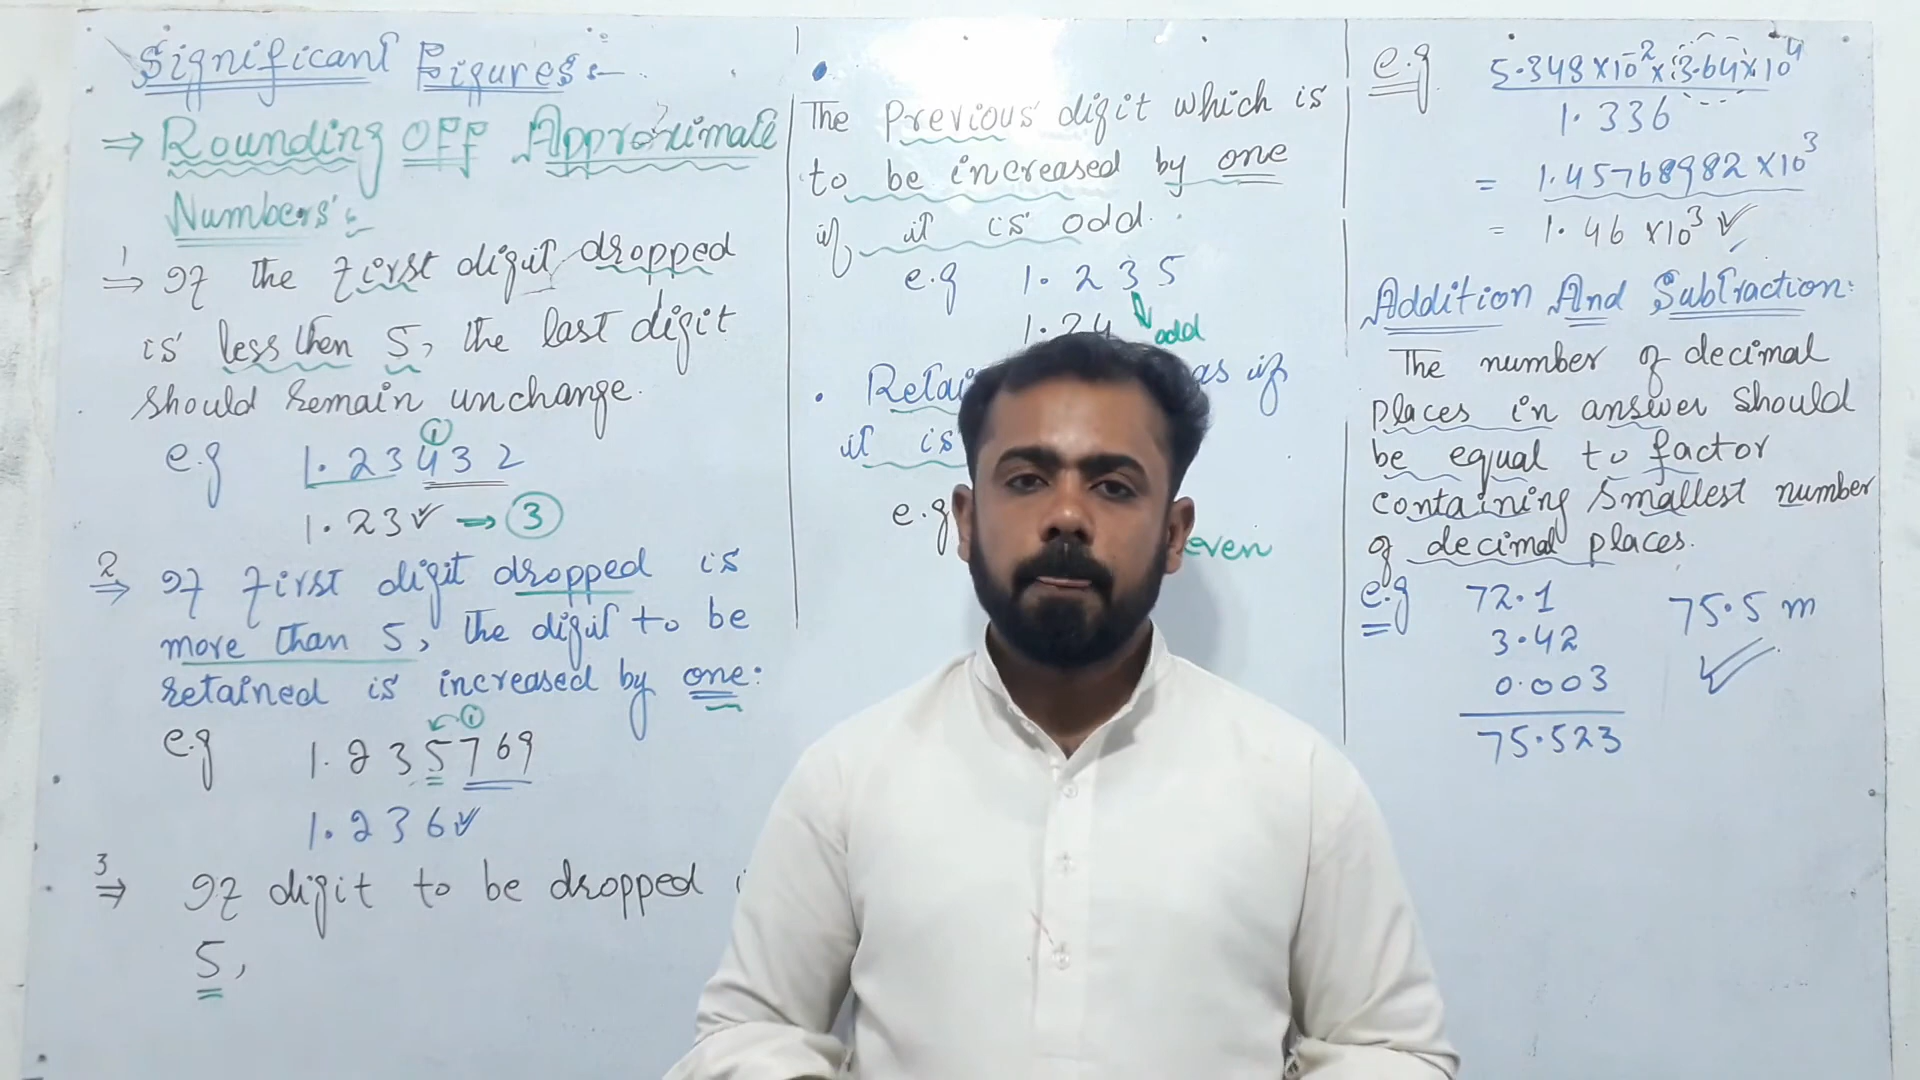 Significant Figures:-
⇒ Rounding OFF Approximate
Numbers:-
1 ⇒ If the first digit dropped
is less then 5, the last digit
should remain unchange.
e.g 1.23432 ①
1.23 ✓ → ③
2 ⇒ If first digit dropped is
more than 5, the digit to be
retained is increased by one:
e.g 1.235769 ①
1.236 ✓
3 ⇒ If digit to be dropped
5,
• The Previous digit which is
to be increased by one
if it is odd.
e.g 1.235
1.24 odd
• as if
it is
e.g
even
e.g 5.348×10⁻²×3.64×10⁴
1.336
= 1.45768982×10³
= 1.46×10³ ✓
Addition And Subtraction:
The number of decimal
places in answer should
be equal to factor
containing smallest number
of decimal places.
e.g 72.1 75.5 m
3.42 ✓
0.003
75.523